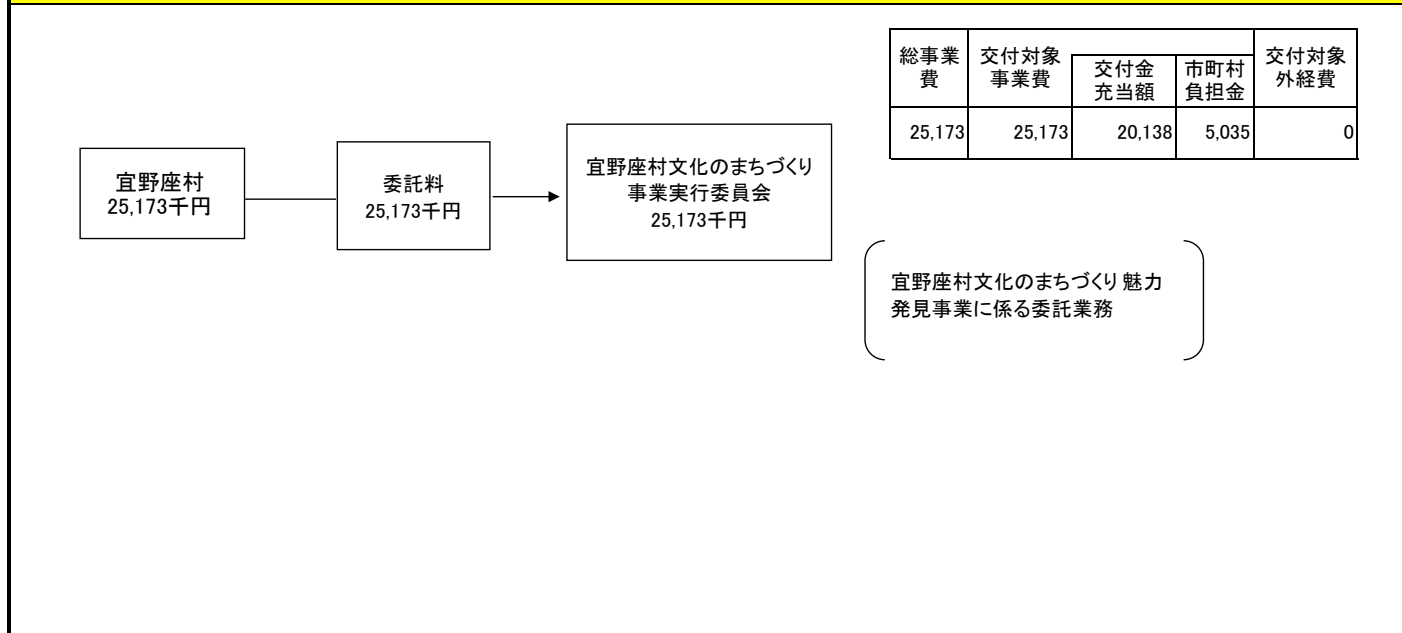 総事業
費
交付対象
事業費
交付金
充当額
市町村
負担金
交付対象
外経費
25,173
25,173
20,138
5,035
0
宜野座村
25,173千円
委託料
25,173千円
宜野座村文化のまちづくり
事業実行委員会
25,173千円
宜野座村文化のまちづくり 魅力
発見事業に係る委託業務